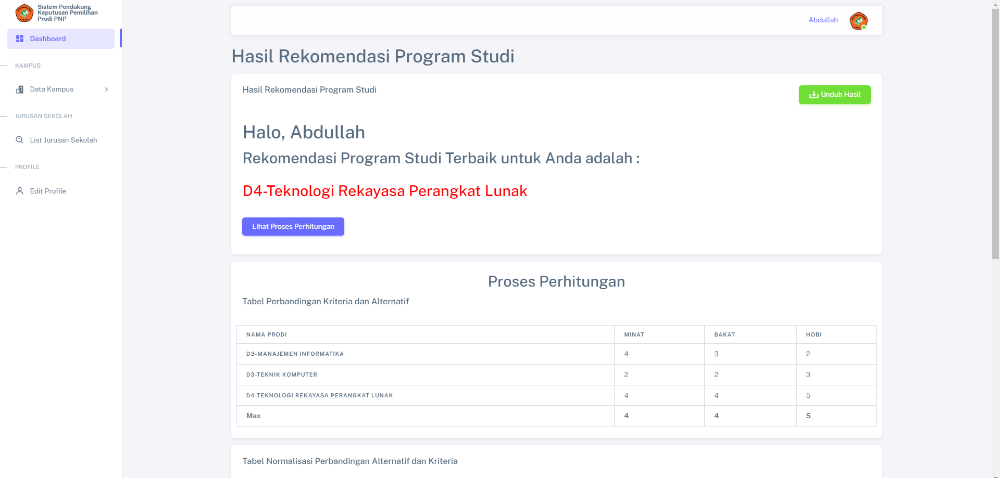 Sistem Pendukung
Keputusan Pemilihan
Prodi PNP
Dashboard
KAMPUS
Data Kampus
JURUSAN SEKOLAH
List Jurusan Sekolah
PROFILE
Edit Profile
Abdullah
Hasil Rekomendasi Program Studi
Hasil Rekomendasi Program Studi
Unduh Hasil
Halo, Abdullah
Rekomendasi Program Studi Terbaik untuk Anda adalah :
D4-Teknologi Rekayasa Perangkat Lunak
Lihat Proses Perhitungan
Proses Perhitungan
Tabel Perbandingan Kriteria dan Alternatif
NAMA PRODI MINAT BAKAT HOBI
D3-MANAJEMEN INFORMATIKA 4 3 2
D3-TEKNIK KOMPUTER 2 2 3
D4-TEKNOLOGI REKAYASA PERANGKAT LUNAK 4 4 5
Max 4 4 5
Tabel Normalisasi Perbandingan Alternatif dan Kriteria